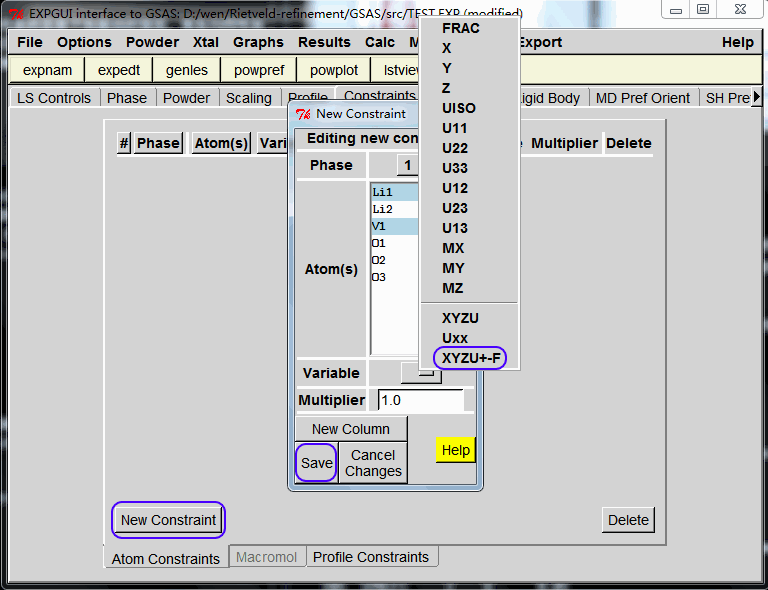 EXPGUI interface to GSAS: D:/wen/Rietveld-refinement/GSAS/src/TEST.EXP (modified)
File Options Powder Xtal Graphs Results Calc M Export Help
expnam expedt genles powpref powplot lstview
LS Controls Phase Powder Scaling Profile Constraints Rigid Body MD Pref Orient SH Pre
# Phase Atom(s) Vari Multiplier Delete
New Constraint
Editing new con
Phase 1
Atom(s)
Li1
Li2
V1
O1
O2
O3
Variable
Multiplier 1.0
New Column
Save
Cancel
Changes
Help
FRAC
X
Y
Z
UISO
U11
U22
U33
U12
U23
U13
MX
MY
MZ
XYZU
Uxx
XYZU+-F
New Constraint
Delete
Atom Constraints Macromol Profile Constraints